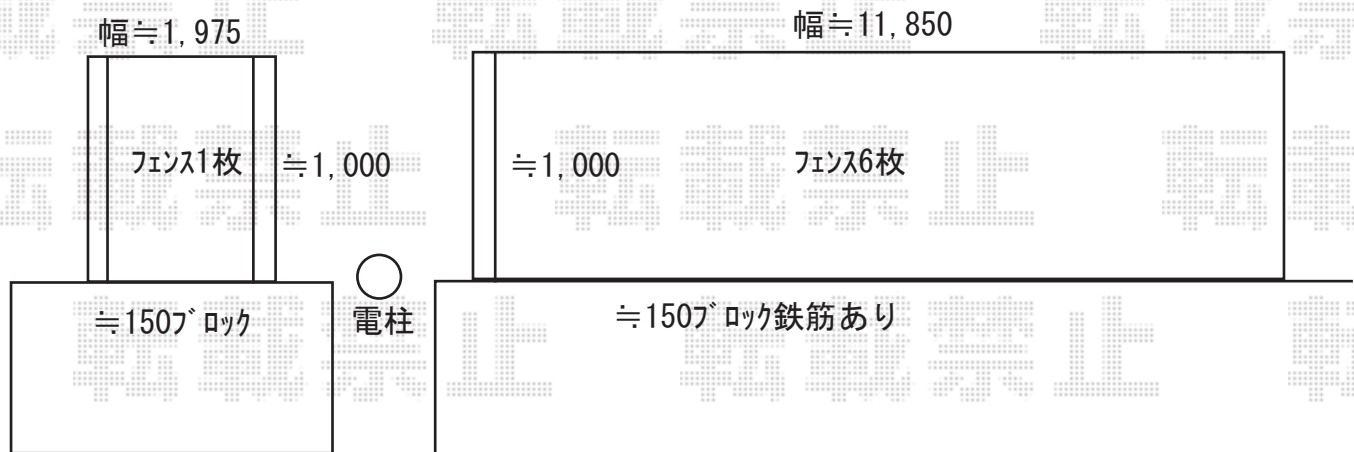 幅≒1,975
幅≒11,850
ﾌｪﾝｽ1枚
≒1,000
≒1,000
ﾌｪﾝｽ6枚
≒150ﾌﾞﾛｯｸ
電柱
≒150ﾌﾞﾛｯｸ鉄筋あり
転載禁止